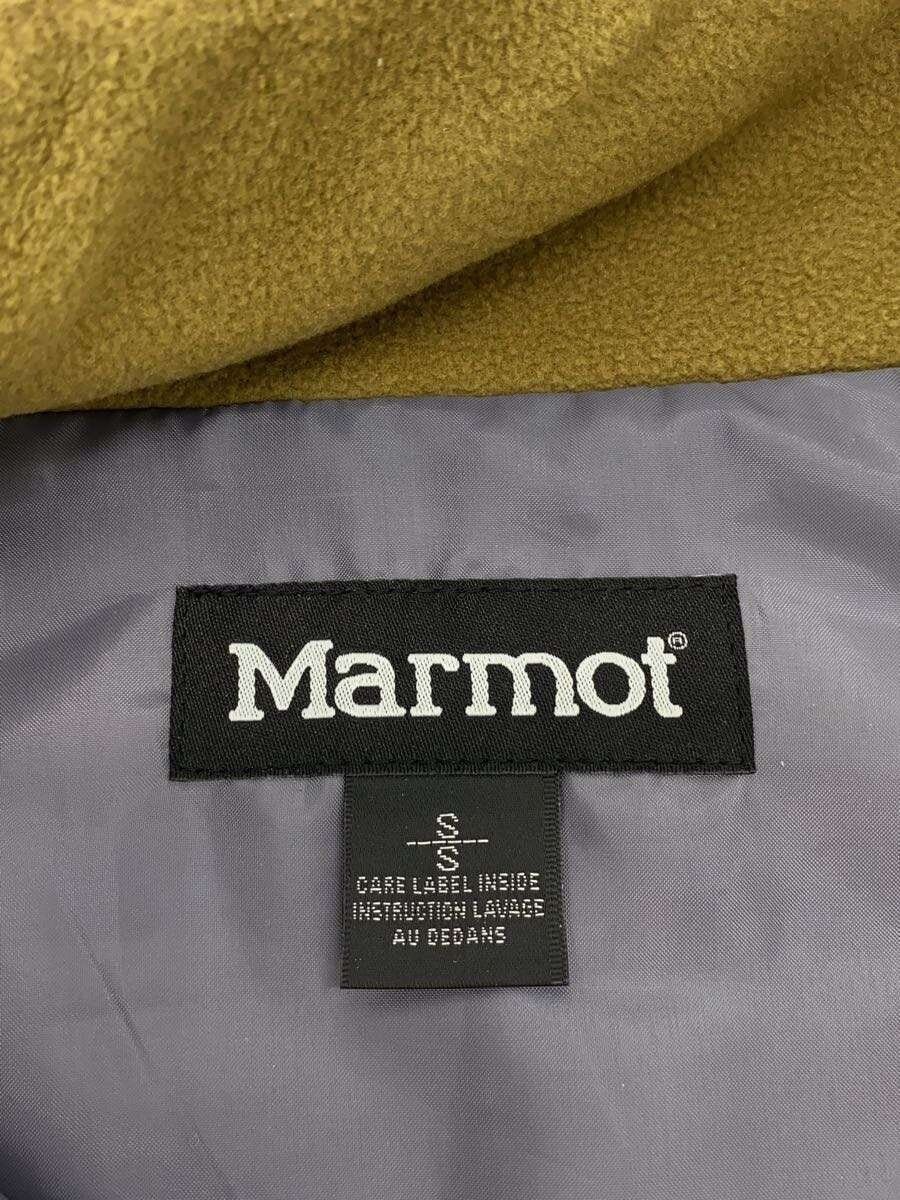 Marmot®
S
S
CARE LABEL INSIDE
INSTRUCTION LAVAGE
AU DEDANS